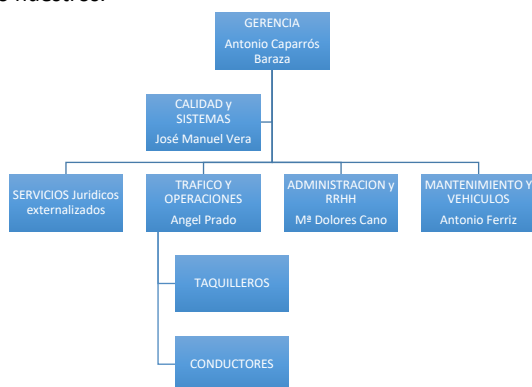 nuestros.
GERENCIA
Antonio Caparrós
Baraza
CALIDAD y
SISTEMAS
José Manuel Vera
SERVICIOS Juridicos
externalizados
TRAFICO Y
OPERACIONES
Angel Prado
ADMINISTRACION y
RRHH
Mª Dolores Cano
MANTENIMIENTO Y
VEHICULOS
Antonio Ferriz
TAQUILLEROS
CONDUCTORES